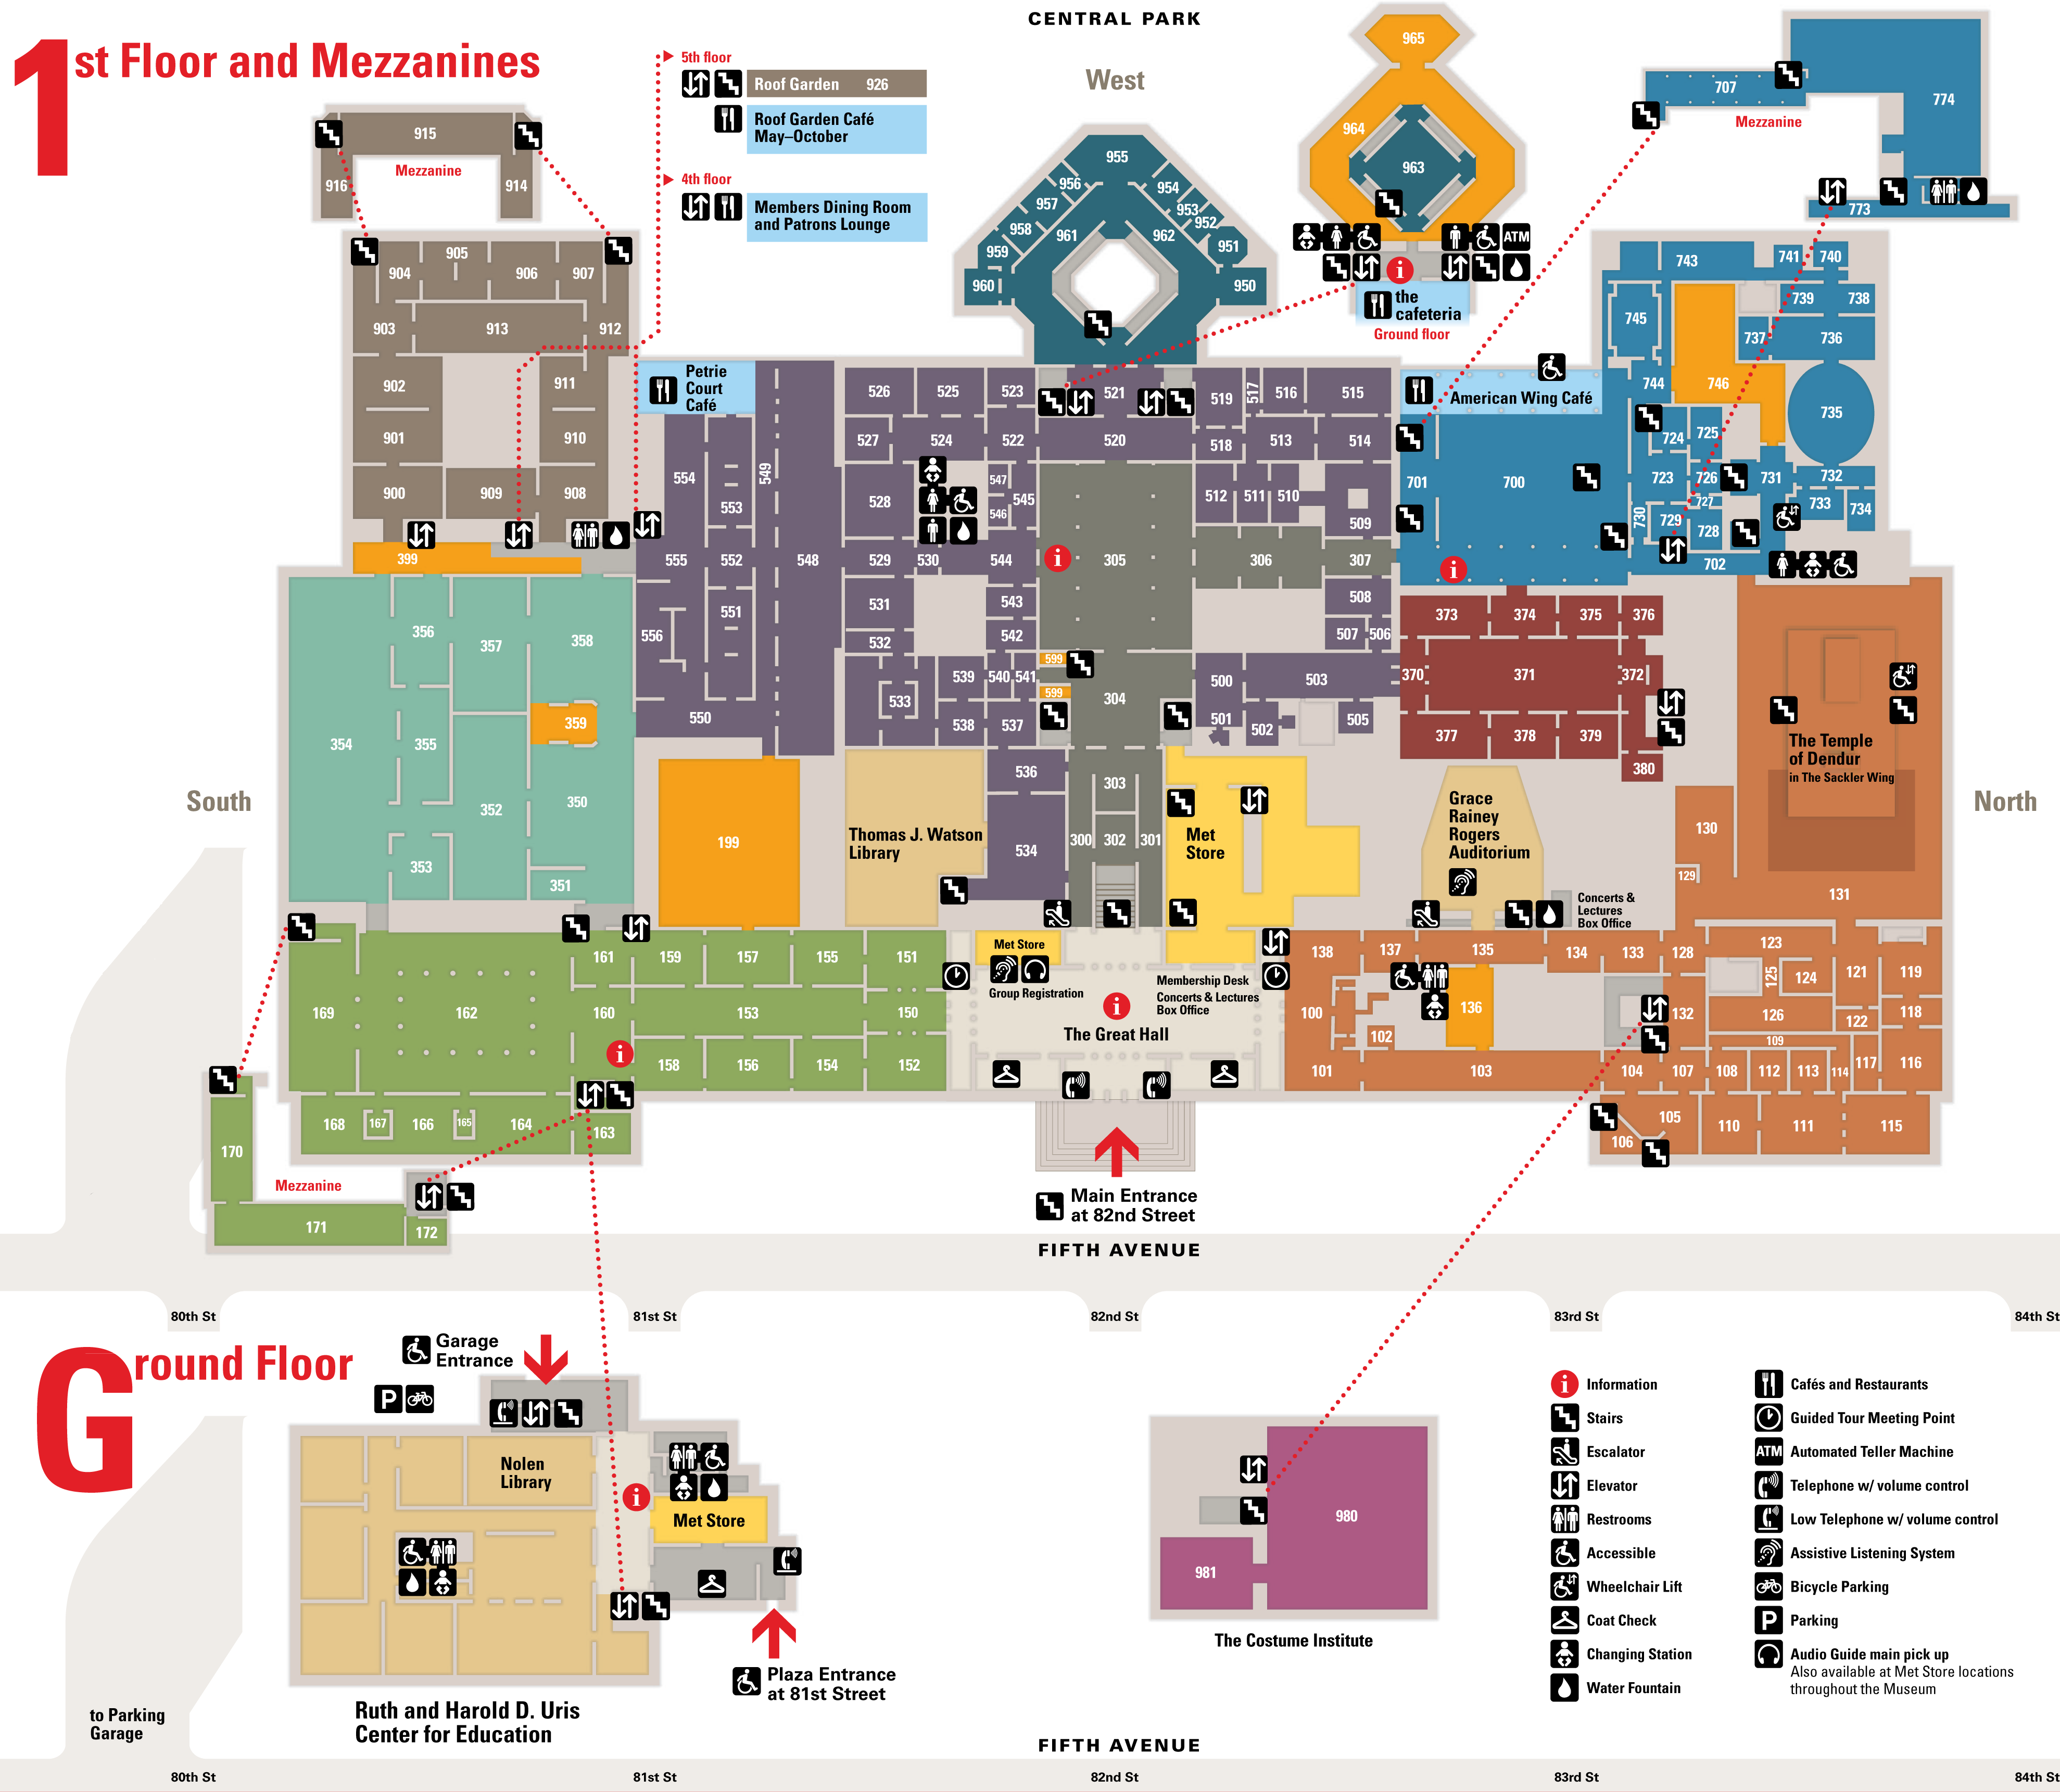 CENTRAL PARK
1st Floor and Mezzanines
5th floor
Roof Garden 926
Roof Garden Café
May–October
4th floor
Members Dining Room
and Patrons Lounge
West
915
Mezzanine
916
914
905
904
906
907
903
913
912
902
911
901
910
900
909
908
399
955
956
954
957
953
958
952
961
962
951
959
960
950
965
964
963
ATM
the
cafeteria
Ground floor
707
Mezzanine
774
773
743
741
740
745
739
738
737
736
744
746
735
724
725
723
726
731
732
727
733
734
730
729
728
702
American Wing Café
701
700
Petrie
Court
Café
554
549
553
555
552
548
551
556
550
526
525
523
521
527
524
522
520
528
547
545
546
529
530
544
531
543
532
542
533
539
540
541
538
537
536
534
519
517
516
515
518
513
514
512
511
510
509
306
307
305
508
507
506
599
599
304
500
503
501
502
505
303
300
302
301
373
374
375
376
370
371
372
377
378
379
380
356
357
358
359
354
355
352
350
353
351
South
North
199
Thomas J. Watson
Library
Met
Store
Grace
Rainey
Rogers
Auditorium
Concerts &
Lectures
Box Office
The Temple
of Dendur
in The Sackler Wing
130
129
131
161
159
157
155
151
169
162
160
153
150
158
156
154
152
168
167
166
165
164
163
170
Mezzanine
171
172
Met Store
Group Registration
Membership Desk
Concerts & Lectures
Box Office
The Great Hall
138
137
135
134
133
128
123
125
124
121
119
100
136
132
126
122
118
102
109
101
103
104
107
108
112
113
114
117
116
105
106
110
111
115
Main Entrance
at 82nd Street
FIFTH AVENUE
80th St
81st St
82nd St
83rd St
84th St
Ground Floor
Garage
Entrance
P
Nolen
Library
Met Store
Plaza Entrance
at 81st Street
Ruth and Harold D. Uris
Center for Education
to Parking
Garage
980
981
The Costume Institute
Information
Stairs
Escalator
Elevator
Restrooms
Accessible
Wheelchair Lift
Coat Check
Changing Station
Water Fountain
Cafés and Restaurants
Guided Tour Meeting Point
ATM Automated Teller Machine
Telephone w/ volume control
Low Telephone w/ volume control
Assistive Listening System
Bicycle Parking
P Parking
Audio Guide main pick up
Also available at Met Store locations
throughout the Museum
FIFTH AVENUE
80th St
81st St
82nd St
83rd St
84th St